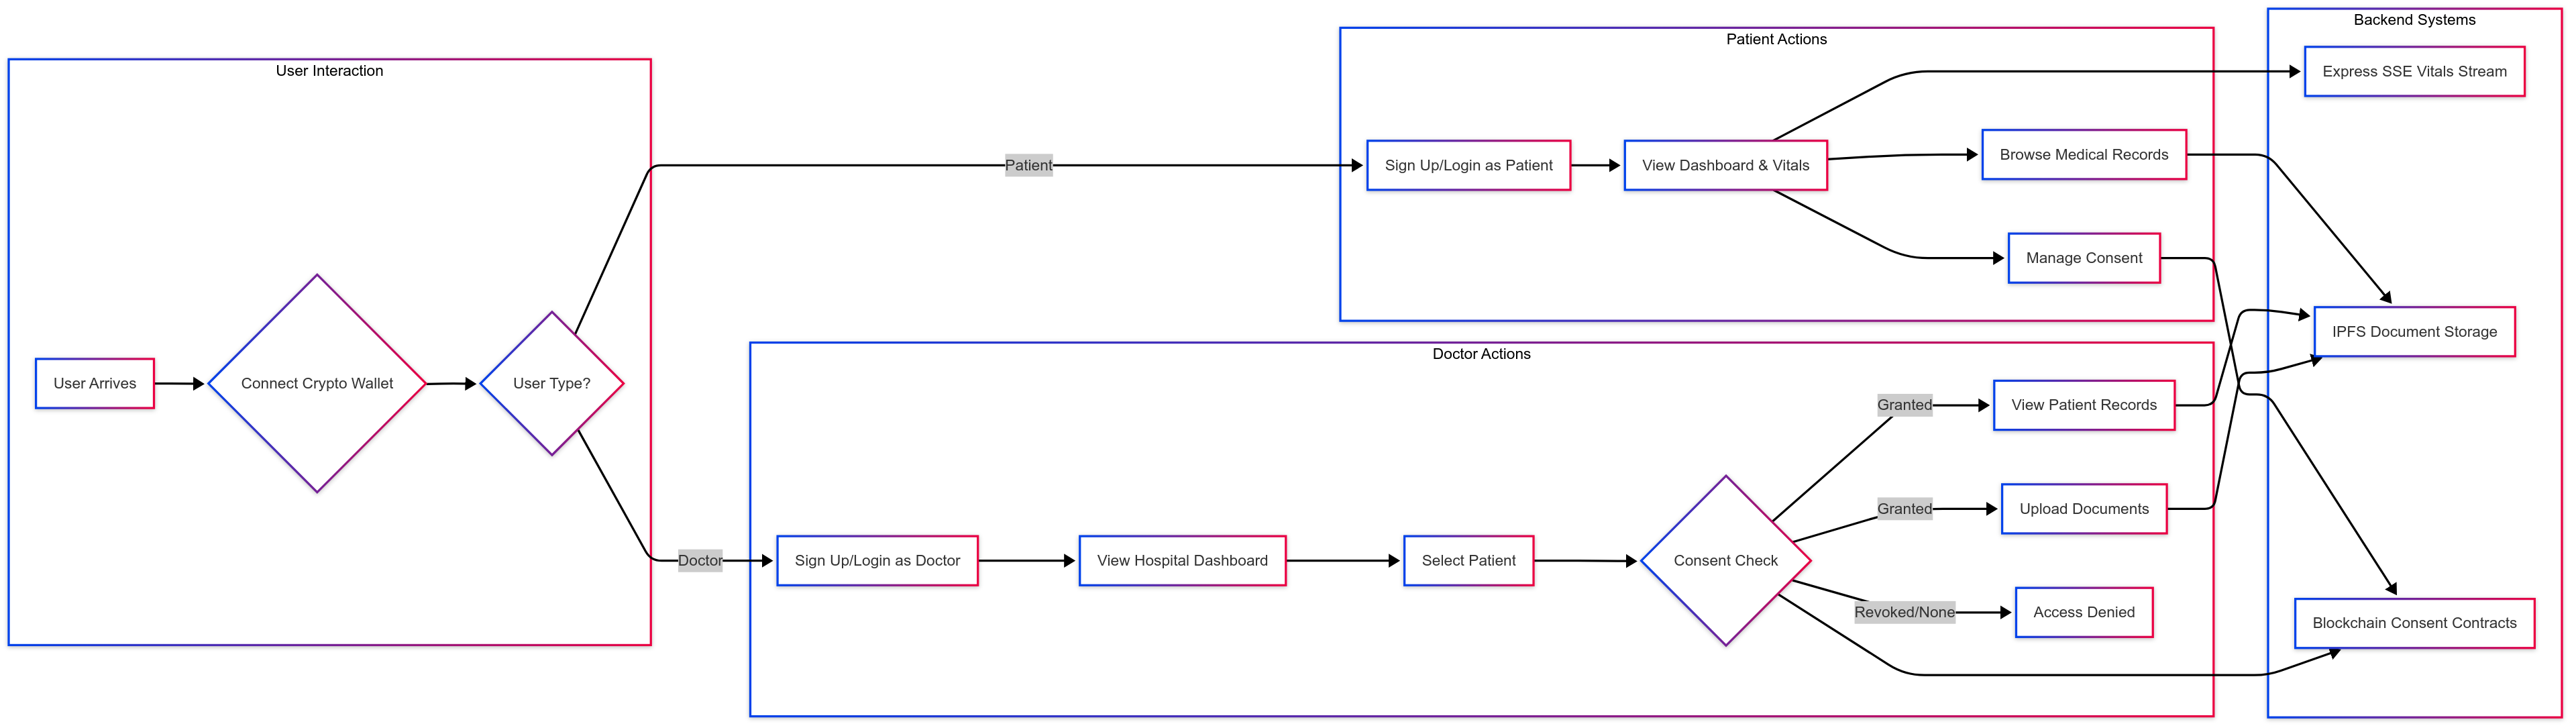 User Interaction
User Arrives
Connect Crypto Wallet
User Type?
Patient
Doctor
Patient Actions
Sign Up/Login as Patient
View Dashboard & Vitals
Browse Medical Records
Manage Consent
Doctor Actions
Sign Up/Login as Doctor
View Hospital Dashboard
Select Patient
Consent Check
Granted
View Patient Records
Granted
Upload Documents
Revoked/None
Access Denied
Backend Systems
Express SSE Vitals Stream
IPFS Document Storage
Blockchain Consent Contracts